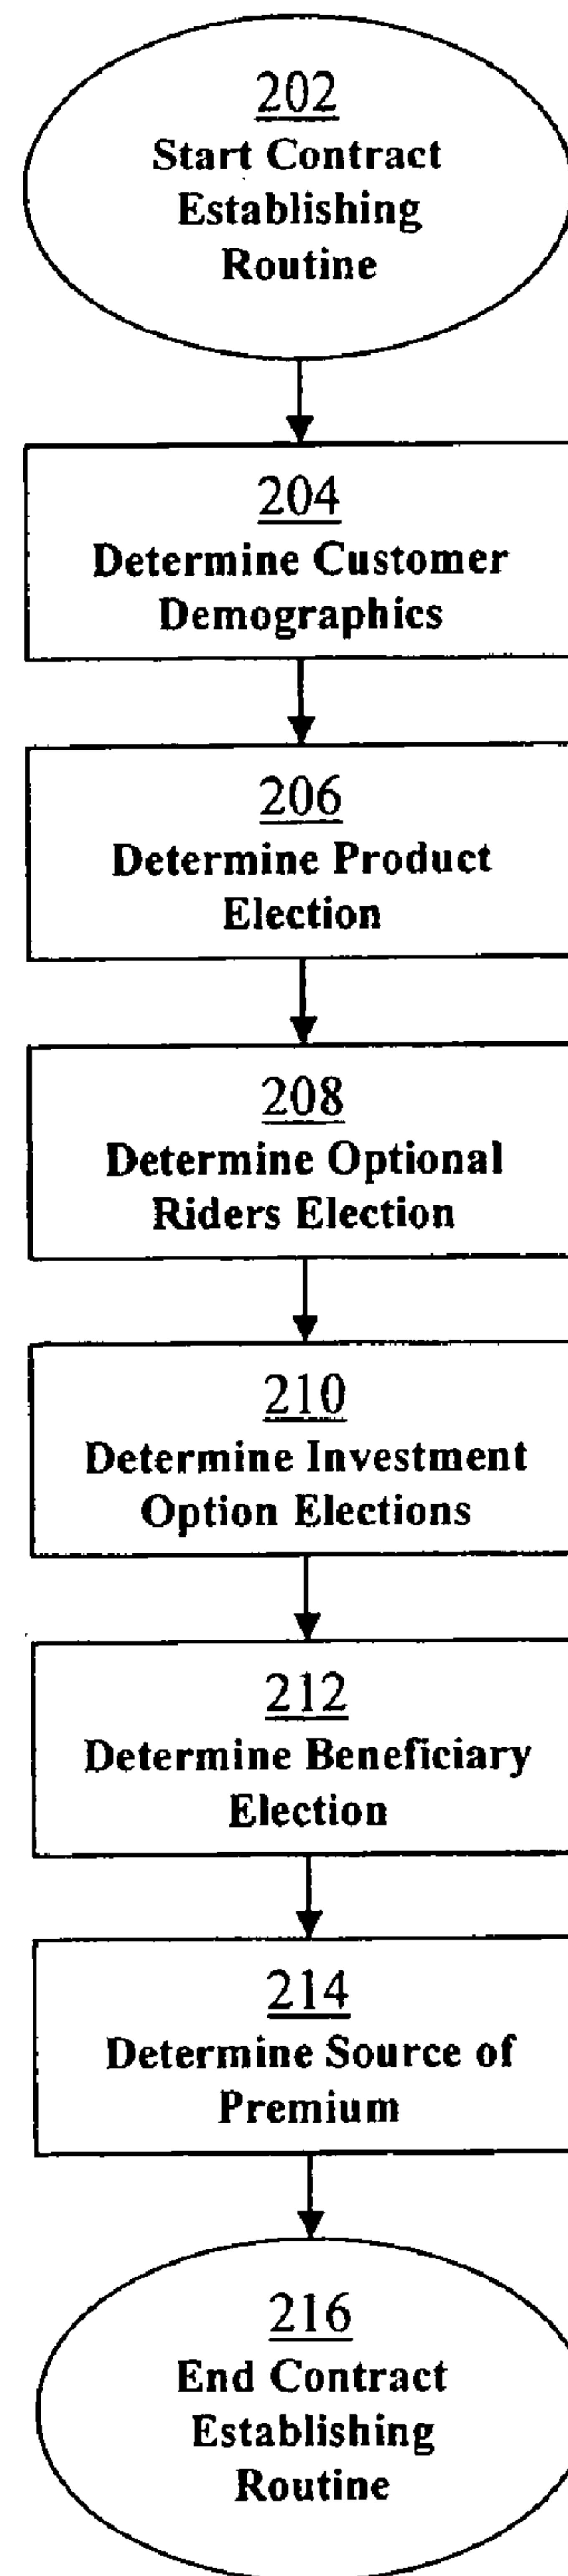 202
Start Contract
Establishing
Routine
204
Determine Customer
Demographics
206
Determine Product
Election
208
Determine Optional
Riders Election
210
Determine Investment
Option Elections
212
Determine Beneficiary
Election
214
Determine Source of
Premium
216
End Contract
Establishing
Routine